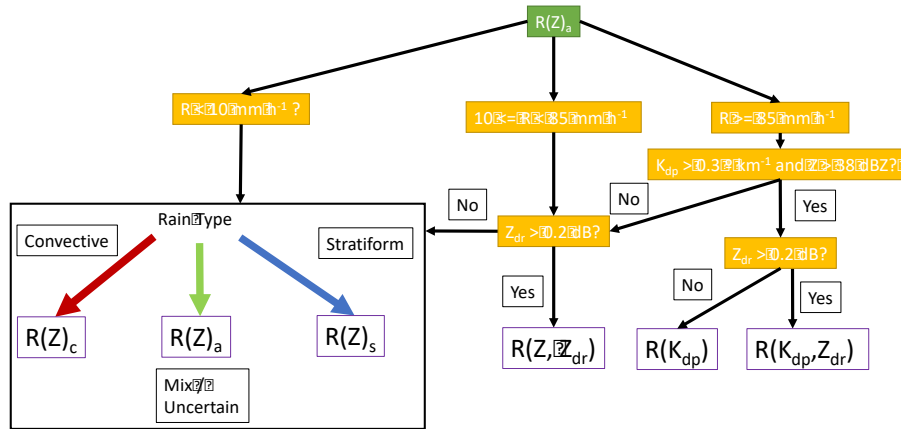 R(Z)a
R < 10 mm h-1 ?
10 <= R < 85 mm h-1
R >= 85 mm h-1
Kdp > 0.3 ° km-1 and Z > 38 dBZ?
No
No
Yes
Rain Type
Convective
Stratiform
Zdr > 0.2 dB?
Zdr > 0.2 dB?
Yes
No
Yes
R(Z)c
R(Z)a
R(Z)s
R(Z, Zdr)
R(Kdp)
R(Kdp,Zdr)
Mix /
Uncertain